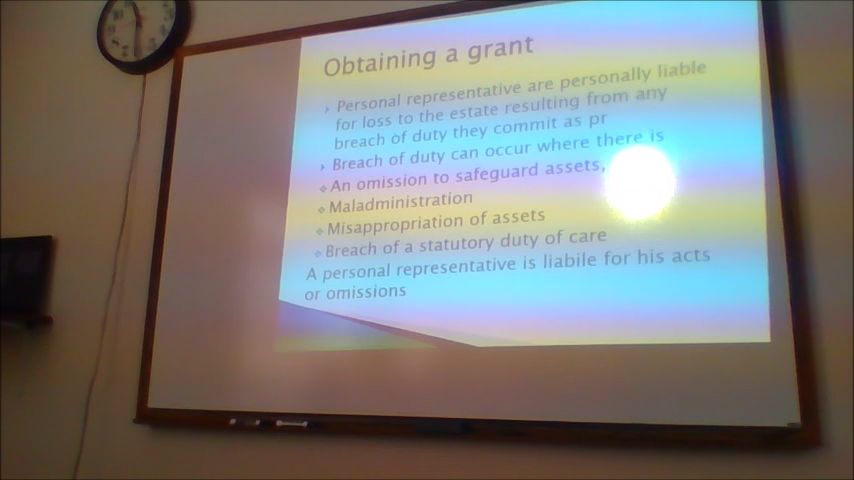 Obtaining a grant
Personal representative are personally liable
for loss to the estate resulting from any
breach of duty they commit as pr
Breach of duty can occur where there is
An omission to safeguard assets,
Maladministration
Misappropriation of assets
Breach of a statutory duty of care
A personal representative is liabile for his acts
or omissions